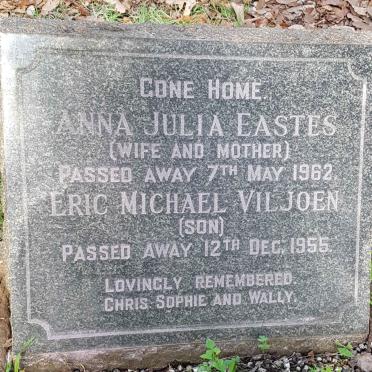 GONE HOME
ANNA JULIA EASTES
(WIFE AND MOTHER)
PASSED AWAY 7TH MAY 1962.
ERIC MICHAEL VILJOEN
(SON)
PASSED AWAY 12TH DEC. 1955.
LOVINGLY REMEMBERED.
CHRIS. SOPHIE AND WALLY.